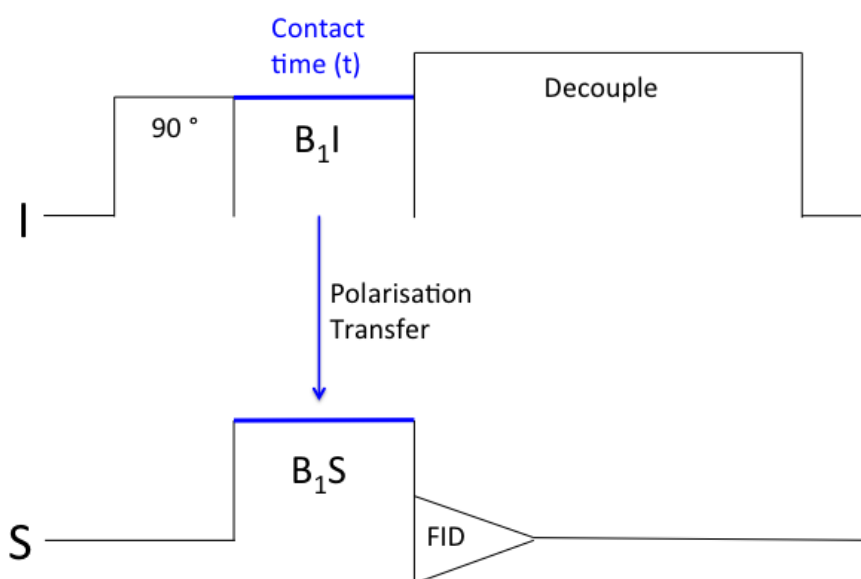 Contact
time (t)
Decouple
90 °
B₁I
I
Polarisation
Transfer
B₁S
FID
S